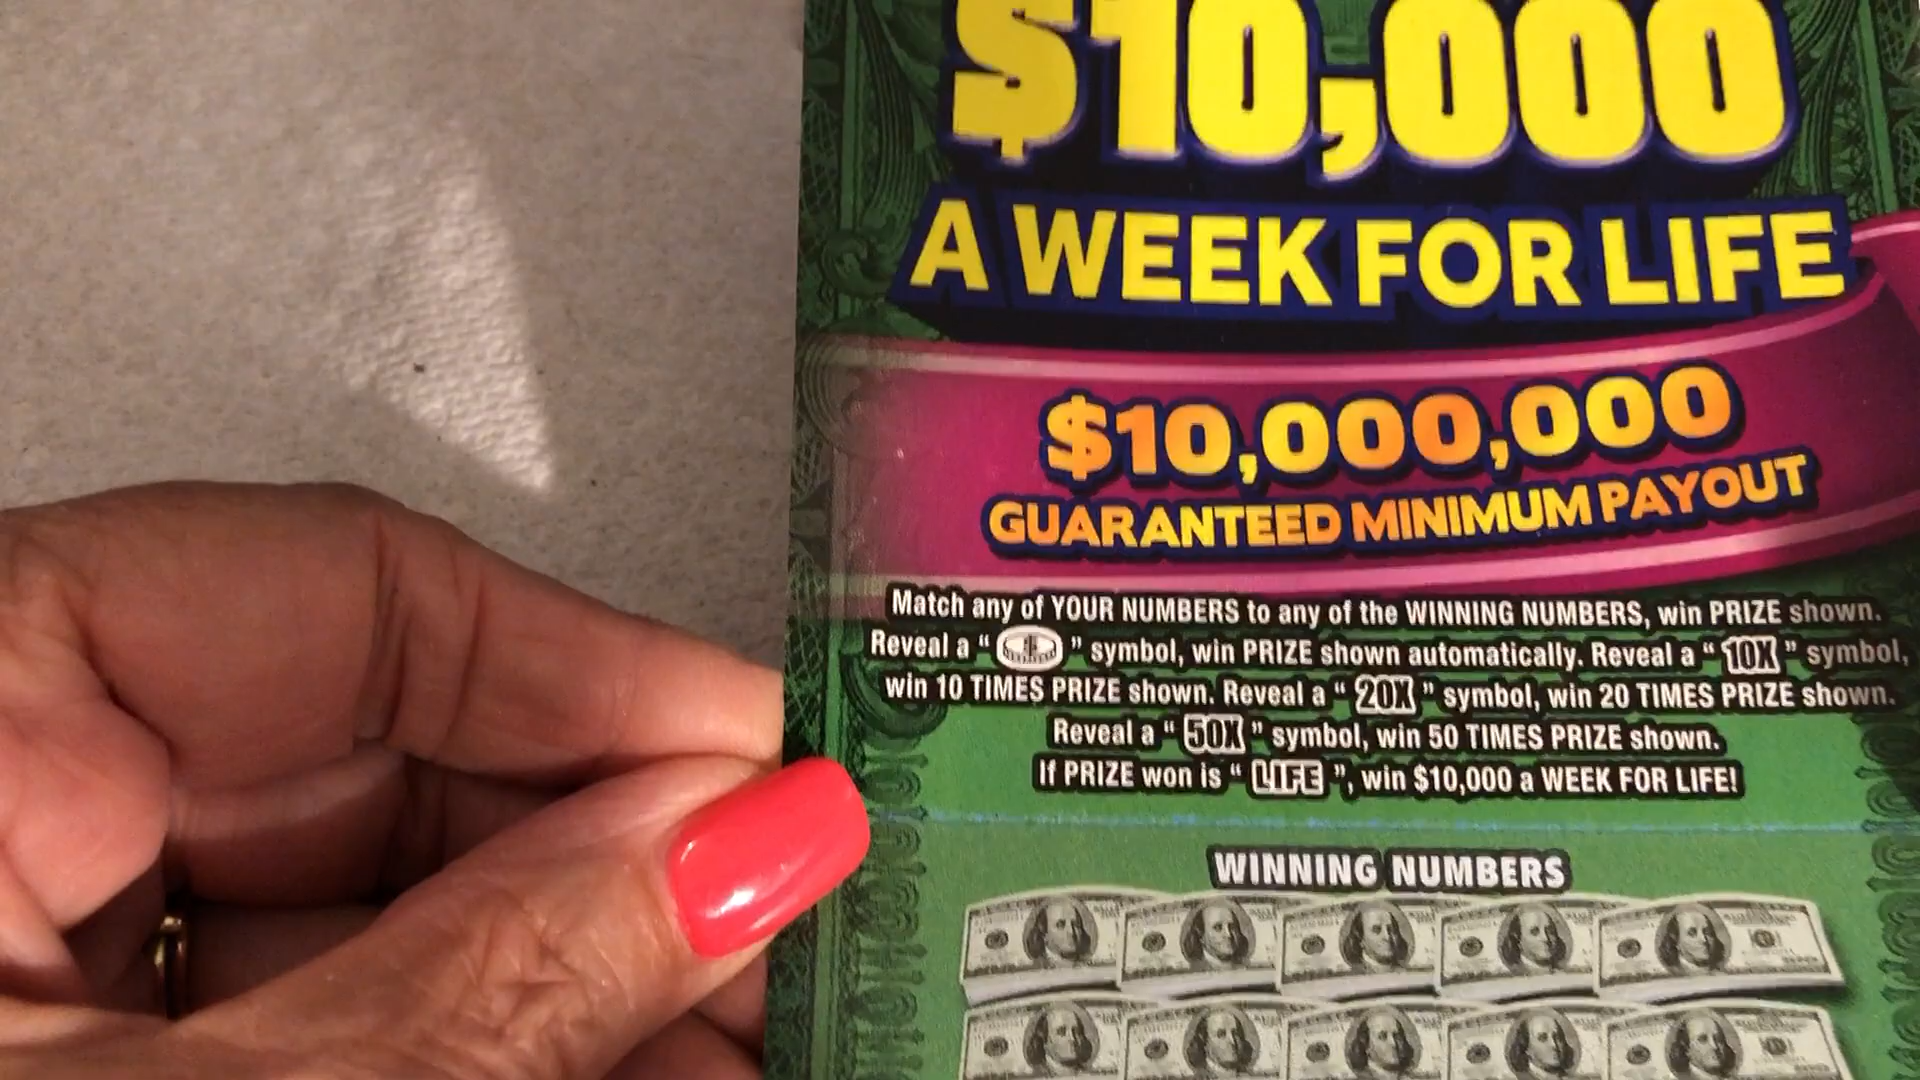 $10,000
A WEEK FOR LIFE
$10,000,000
GUARANTEED MINIMUM PAYOUT
Match any of YOUR NUMBERS to any of the WINNING NUMBERS, win PRIZE shown.
Reveal a " " symbol, win PRIZE shown automatically. Reveal a "10X" symbol,
win 10 TIMES PRIZE shown. Reveal a "20X" symbol, win 20 TIMES PRIZE shown.
Reveal a "50X" symbol, win 50 TIMES PRIZE shown.
If PRIZE won is "LIFE", win $10,000 a WEEK FOR LIFE!
WINNING NUMBERS